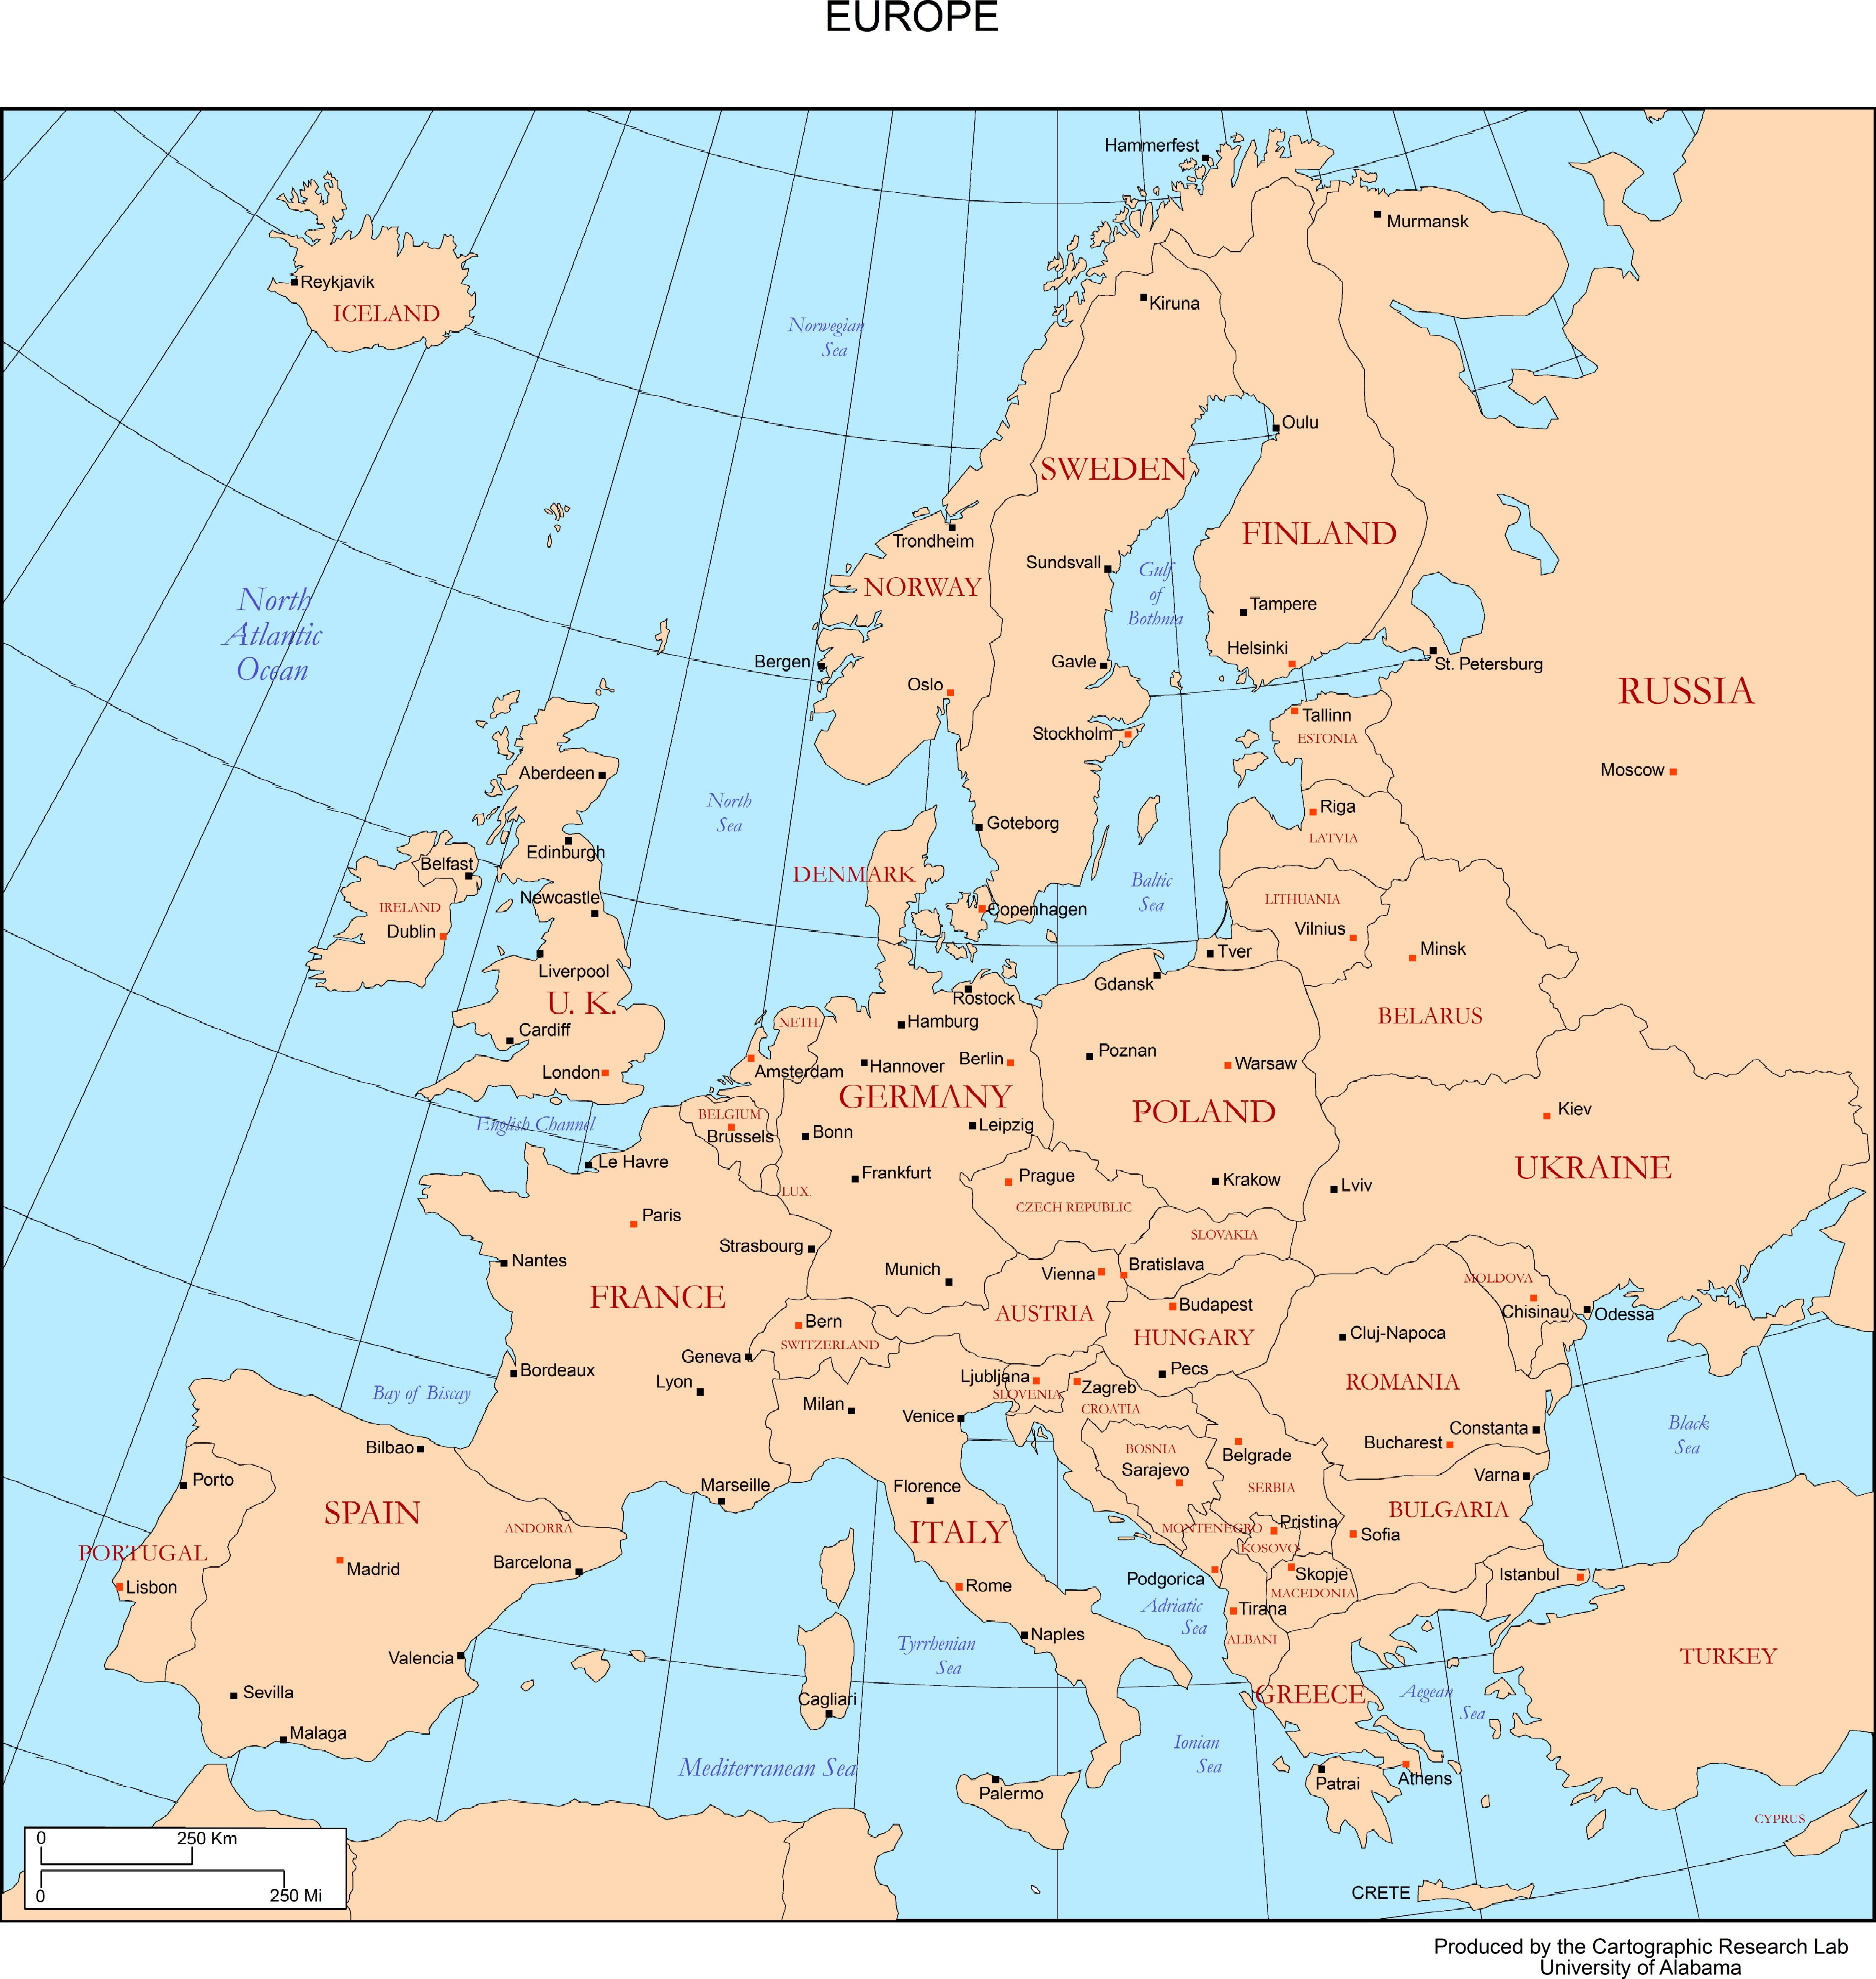 EUROPE
Hammerfest
Murmansk
Reykjavik
ICELAND
Kiruna
Norwegian
Sea
Oulu
SWEDEN
FINLAND
Trondheim
NORWAY
Sundsvall
Gulf
of
Bothnia
Tampere
North
Atlantic
Ocean
Bergen
Gavle
Helsinki
St. Petersburg
Oslo
RUSSIA
Stockholm
Tallinn
ESTONIA
Moscow
Aberdeen
North
Sea
Goteborg
Riga
LATVIA
Edinburgh
Belfast
DENMARK
Baltic
Sea
Newcastle
IRELAND
Dublin
Copenhagen
LITHUANIA
Vilnius
Tver
Minsk
Liverpool
U. K.
Gdansk
Rostock
BELARUS
NETH.
Hamburg
Cardiff
London
Amsterdam
Hannover
Berlin
Poznan
Warsaw
GERMANY
POLAND
Kiev
English Channel
BELGIUM
Brussels
Bonn
Leipzig
Le Havre
Frankfurt
Prague
Krakow
Lviv
UKRAINE
LUX.
CZECH REPUBLIC
Paris
Strasbourg
SLOVAKIA
Nantes
Munich
Vienna
Bratislava
MOLDOVA
Chisinau
Odessa
FRANCE
AUSTRIA
Budapest
HUNGARY
Cluj-Napoca
Bern
SWITZERLAND
Geneva
Lyon
Bordeaux
Bay of Biscay
Ljubljana
SLOVENIA
Zagreb
CROATIA
Pecs
ROMANIA
Milan
Venice
Constanta
Bucharest
Black
Sea
Bilbao
BOSNIA
Sarajevo
Belgrade
SERBIA
Varna
Porto
Marseille
Florence
SPAIN
ANDORRA
ITALY
MONTENEGRO
Pristina
KOSOVO
BULGARIA
Sofia
PORTUGAL
Madrid
Barcelona
Lisbon
Rome
Podgorica
Skopje
MACEDONIA
Istanbul
Adriatic
Sea
Tirana
ALBANI
Naples
Tyrrhenian
Sea
TURKEY
Valencia
Sevilla
Cagliari
GREECE
Aegean
Sea
Malaga
Mediterranean Sea
Ionian
Sea
Palermo
Patrai
Athens
CYPRUS
0 250 Km
0 250 Mi
CRETE
Produced by the Cartographic Research Lab
University of Alabama